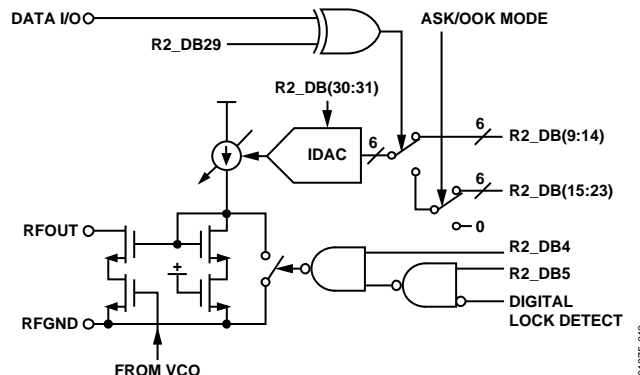 DATA I/O
ASK/OOK MODE
R2_DB29
R2_DB(30:31)
6
R2_DB(9:14)
IDAC
6
6
R2_DB(15:23)
0
RFOUT
R2_DB4
+
R2_DB5
DIGITAL
LOCK DETECT
RFGND
FROM VCO